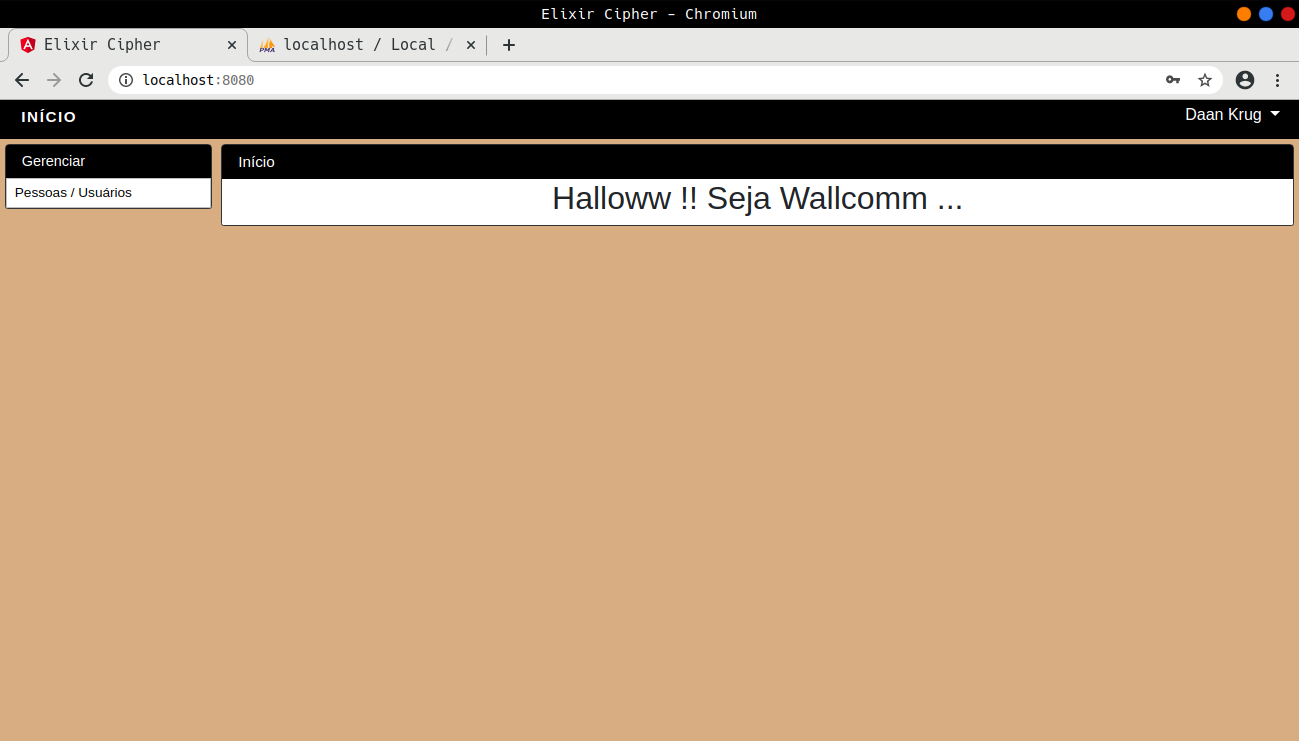 Elixir Cipher - Chromium
Elixir Cipher
PMA localhost / Local /
localhost:8080
INÍCIO
Daan Krug
Gerenciar
Pessoas / Usuários
Início
Halloww !! Seja Wallcomm ...